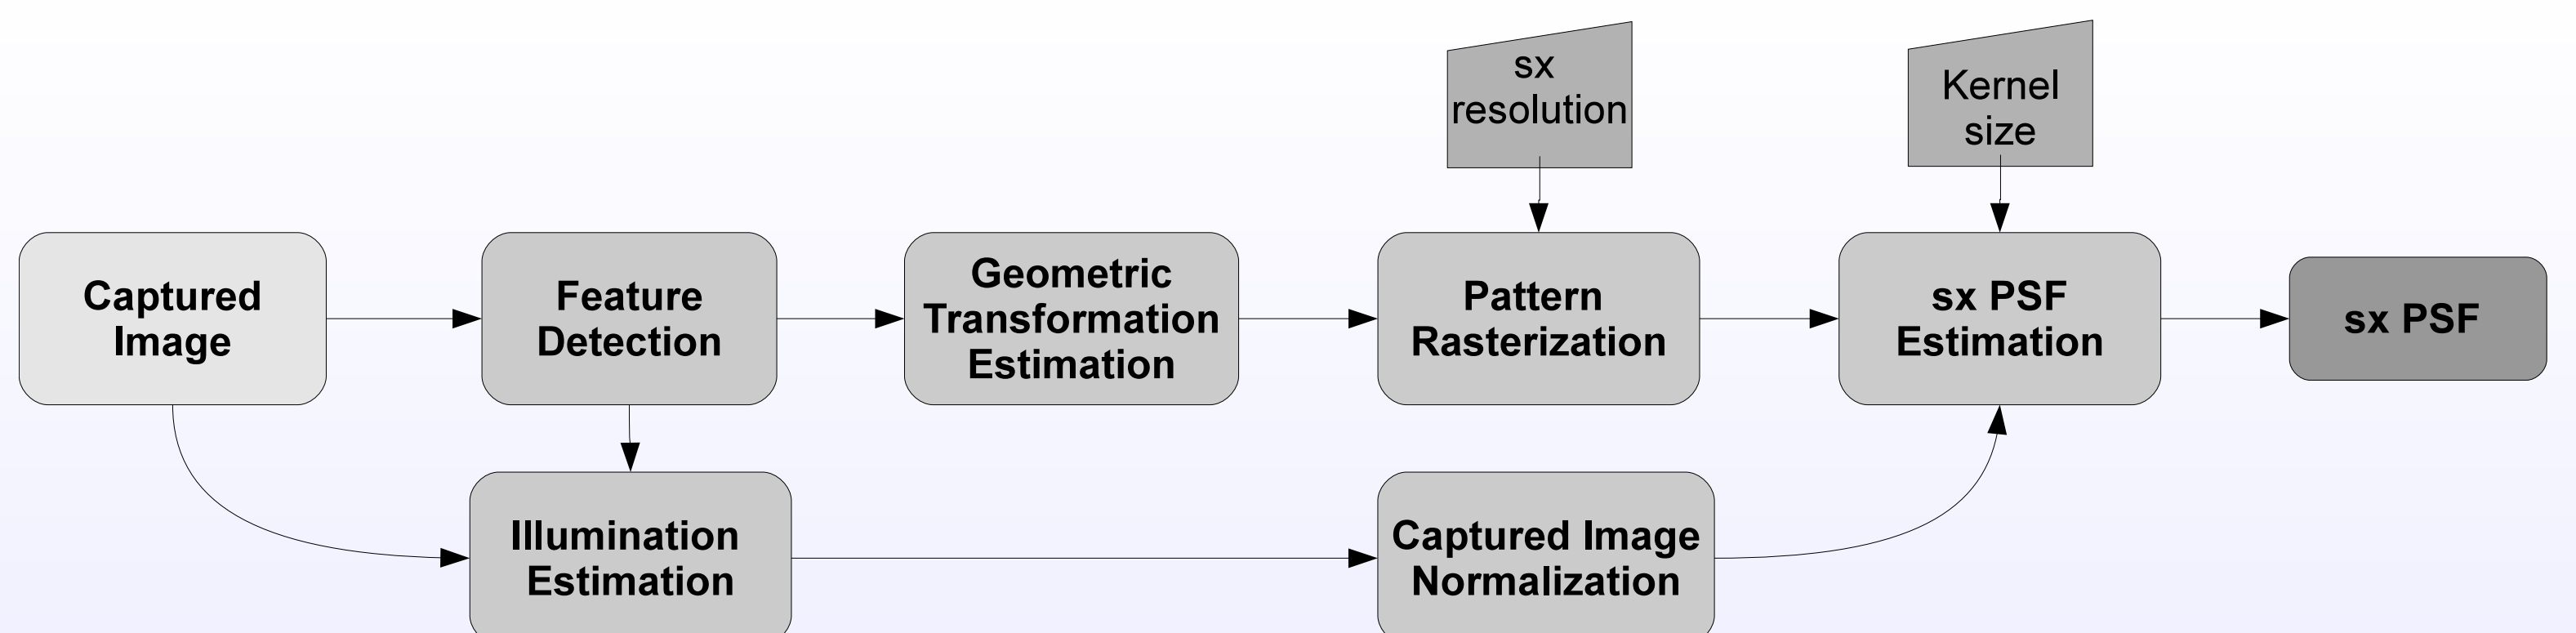 sx
resolution
Kernel
size
Captured
Image
Feature
Detection
Geometric
Transformation
Estimation
Pattern
Rasterization
sx PSF
Estimation
sx PSF
Illumination
Estimation
Captured Image
Normalization